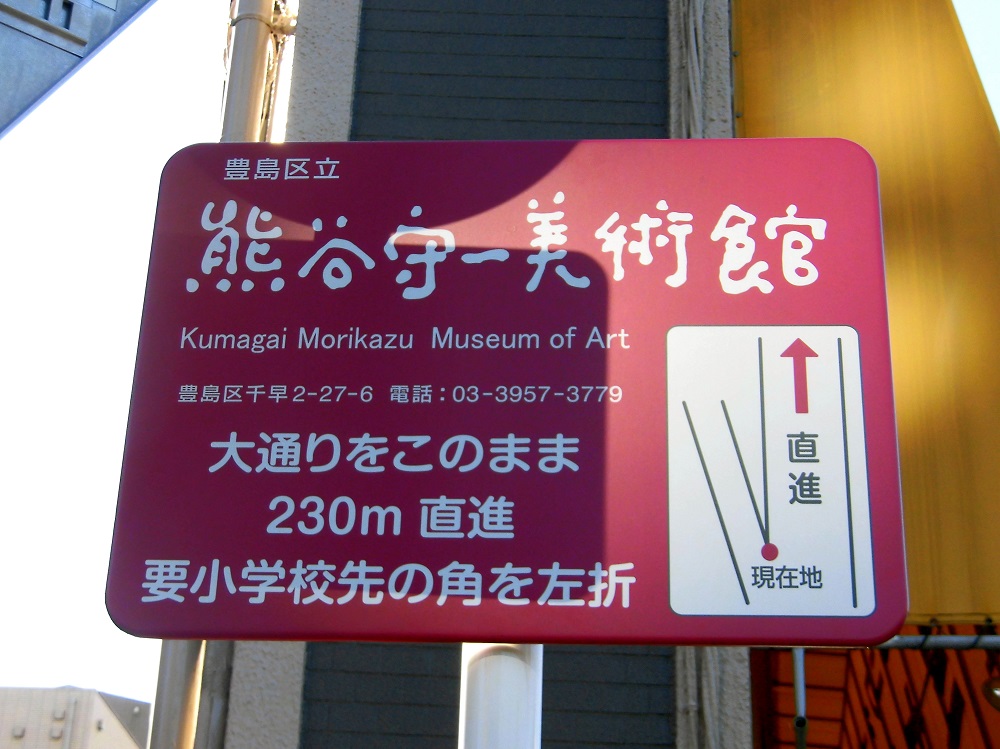 豊島区立
熊谷守一美術館
Kumagai Morikazu Museum of Art
豊島区千早2-27-6 電話：03-3957-3779
大通りをこのまま
230m 直進
要小学校先の角を左折
直進
現在地